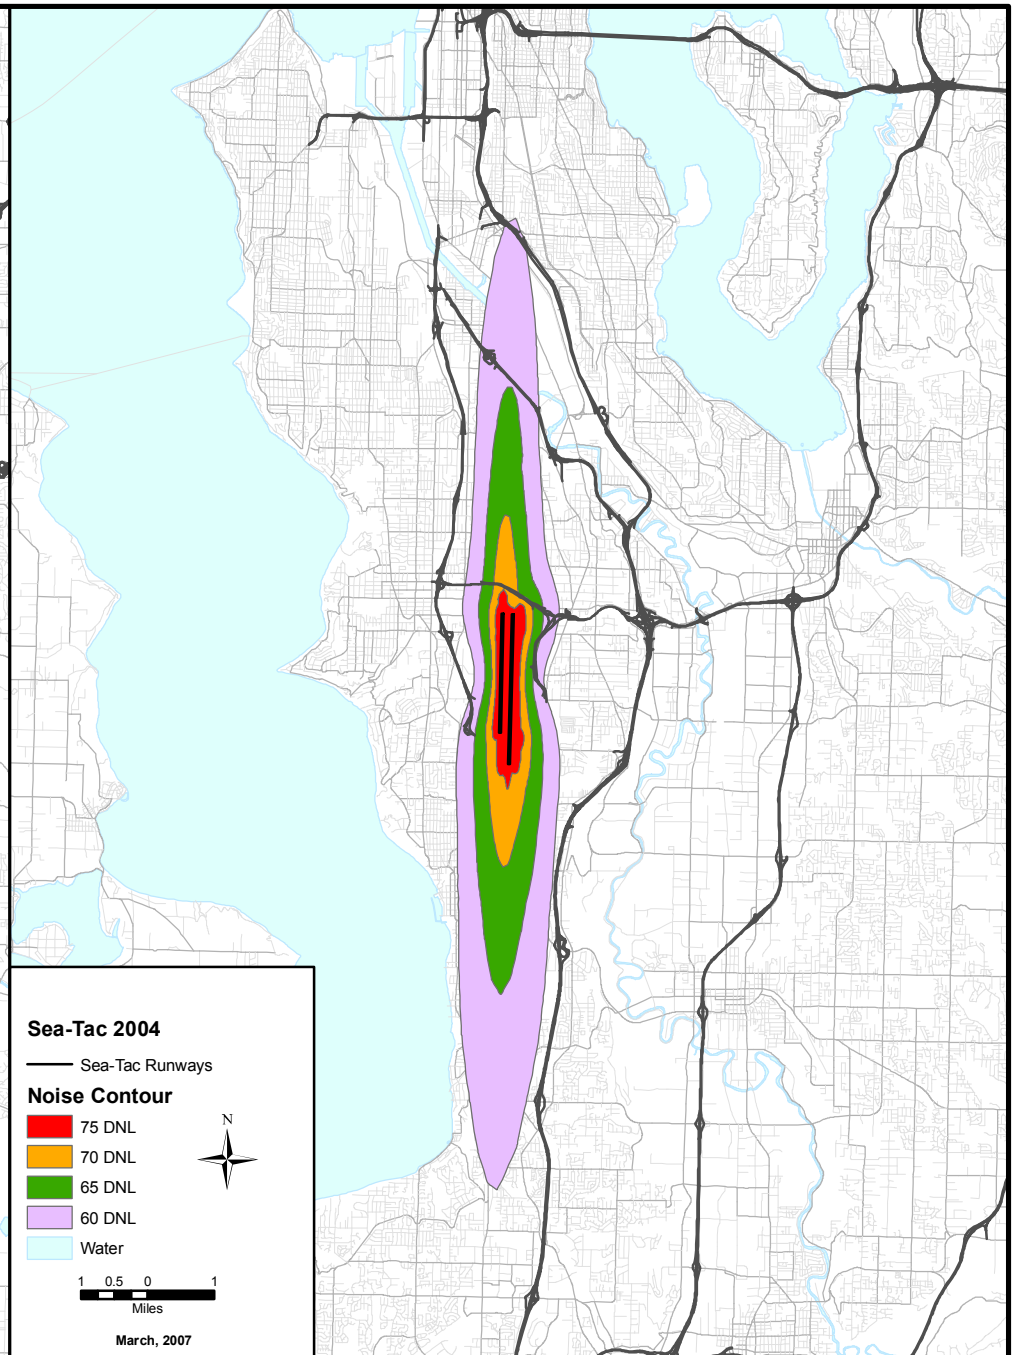 Sea-Tac 2004
Sea-Tac Runways
Noise Contour
N
75 DNL
70 DNL
65 DNL
60 DNL
Water
1 0.5 0 1
Miles
March, 2007